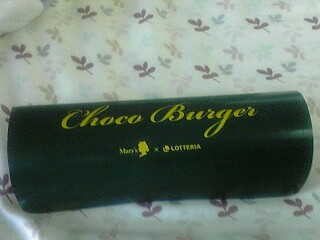 Choco Burger
Mary's × LOTTERIA